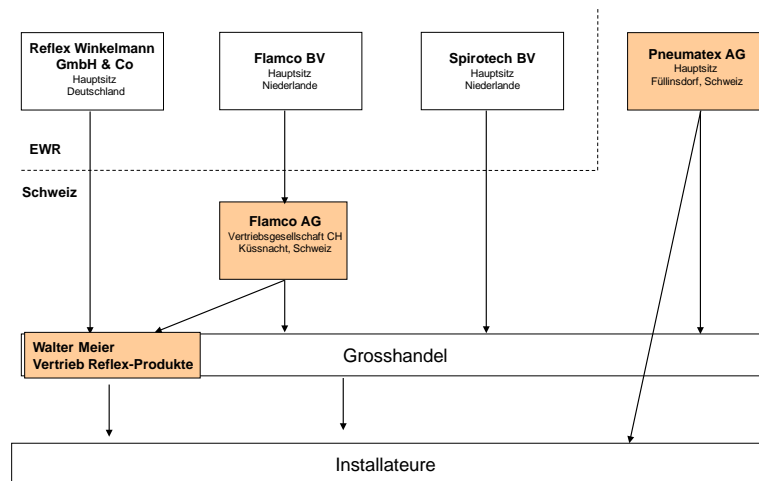 Reflex Winkelmann
GmbH & Co
Hauptsitz
Deutschland
Flamco BV
Hauptsitz
Niederlande
Spirotech BV
Hauptsitz
Niederlande
Pneumatex AG
Hauptsitz
Füllinsdorf, Schweiz
EWR
Schweiz
Flamco AG
Vertriebsgesellschaft CH
Küssnacht, Schweiz
Walter Meier
Vertrieb Reflex-Produkte
Grosshandel
Installateure